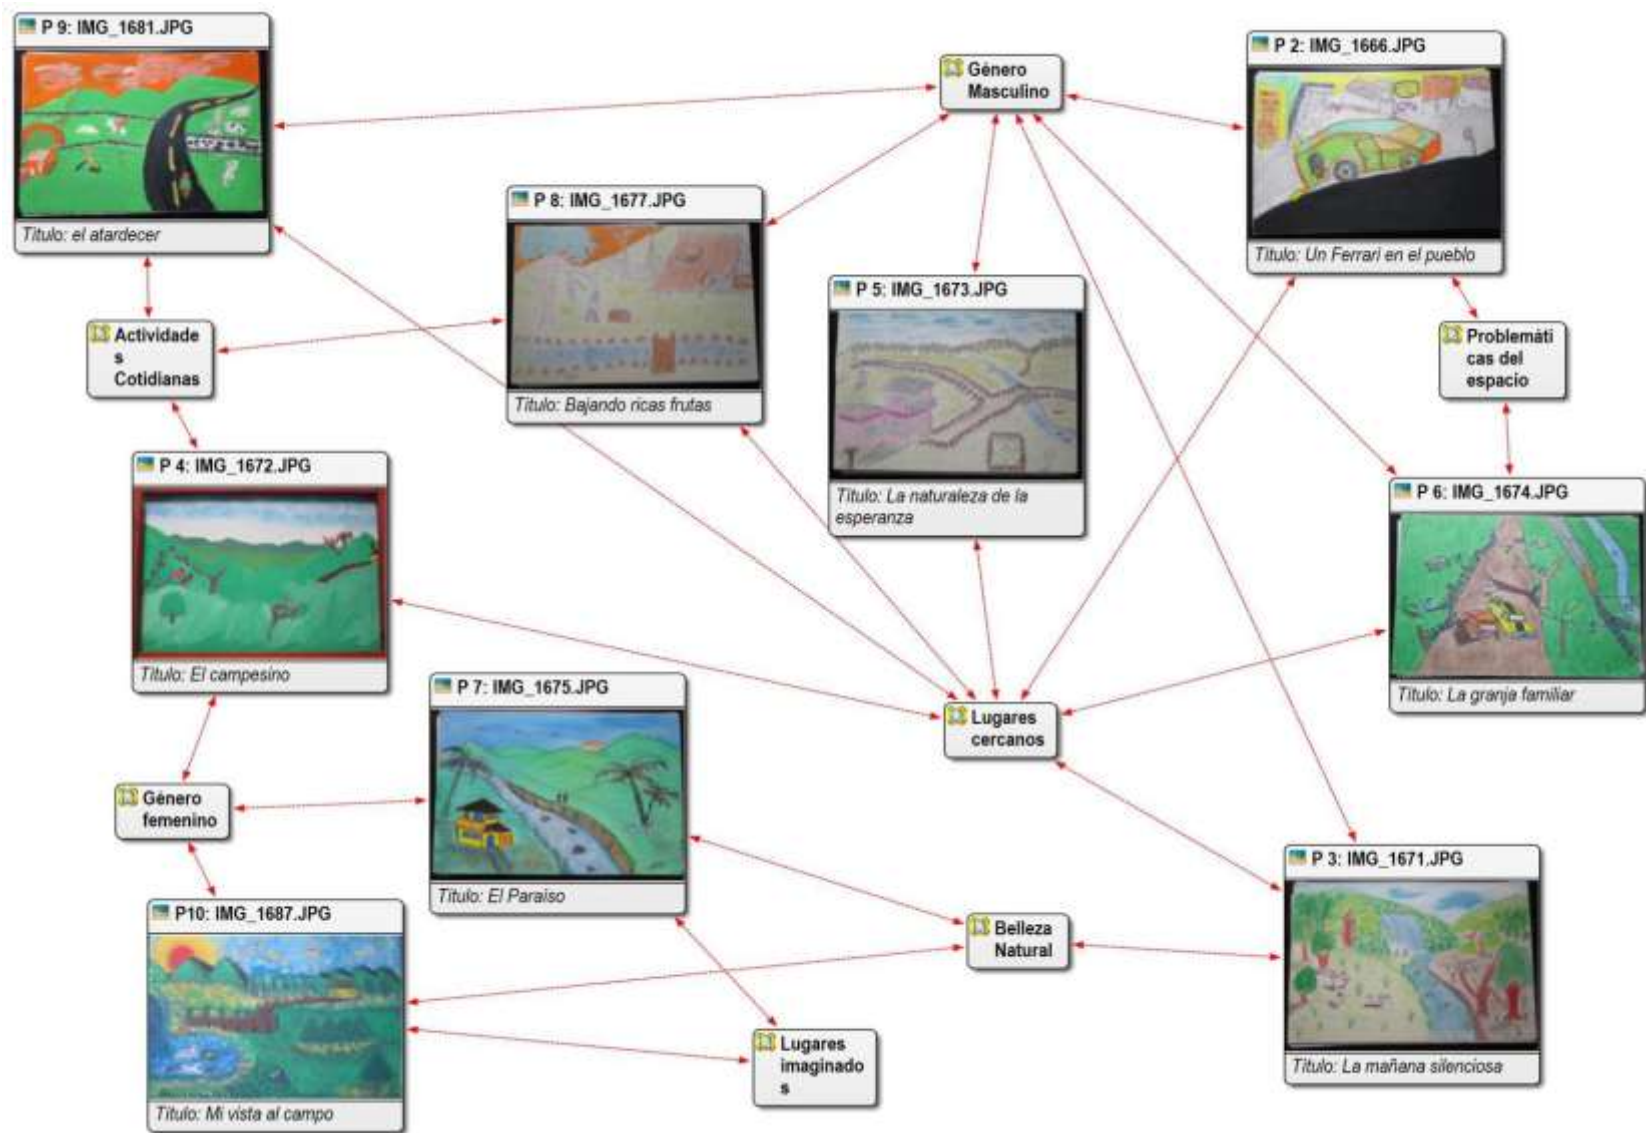 P 9: IMG_1681.JPG
Titulo: el atardecer
Género
Masculino
P 2: IMG_1666.JPG
Titulo: Un Ferrari en el pueblo
P 8: IMG_1677.JPG
Titulo: Bajando ricas frutas
P 5: IMG_1673.JPG
Titulo: La naturaleza de la
esperanza
Actividade
s
Cotidianas
Problemáti
cas del
espacio
P 4: IMG_1672.JPG
Titulo: El campesino
P 6: IMG_1674.JPG
Titulo: La granja familiar
P 7: IMG_1675.JPG
Titulo: El Paraiso
Lugares
cercanos
Género
femenino
P 3: IMG_1671.JPG
Titulo: La mañana silenciosa
P10: IMG_1687.JPG
Titulo: Mi vista al campo
Belleza
Natural
Lugares
imaginado
s